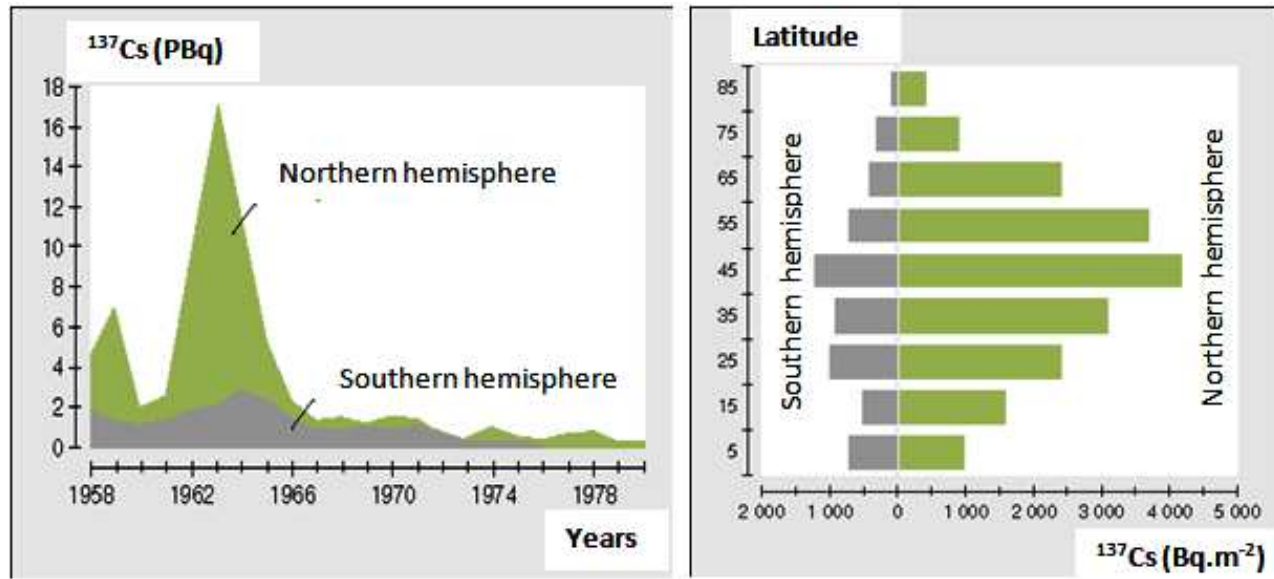 ¹³⁷Cs (PBq)
18
16
14
12
10
8
6
4
2
0
Northern hemisphere
Southern hemisphere
1958 1962 1966 1970 1974 1978
Years
Latitude
85
75
65
55
45
35
25
15
5
Southern hemisphere
Northern hemisphere
2 000 1 000 0 1 000 2 000 3 000 4 000 5 000
¹³⁷Cs (Bq.m⁻²)